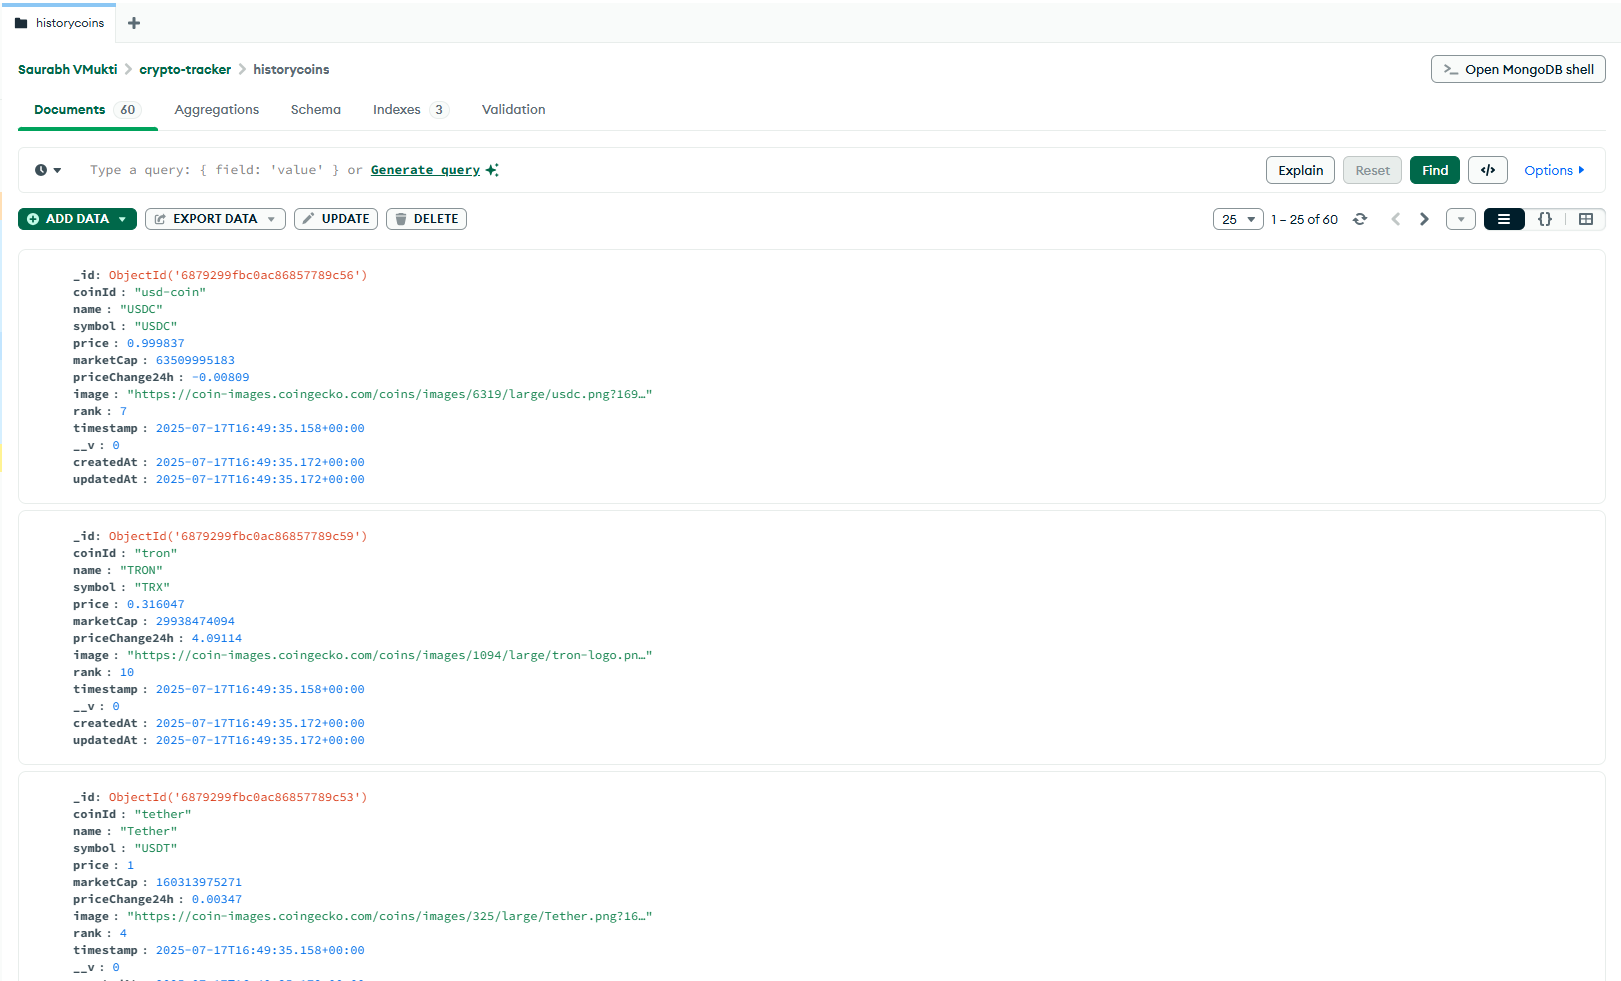 historycoins
Saurabh VMukti > crypto-tracker > historycoins
>_ Open MongoDB shell
Documents 60 Aggregations Schema Indexes 3 Validation
Type a query: { field: 'value' } or Generate query
Explain Reset Find </> Options
ADD DATA EXPORT DATA UPDATE DELETE
25 1 – 25 of 60 {}
_id: ObjectId('6879299fbc0ac86857789c56')
coinId : "usd-coin"
name : "USDC"
symbol : "USDC"
price : 0.999837
marketCap : 63509995183
priceChange24h : -0.00809
image : "https://coin-images.coingecko.com/coins/images/6319/large/usdc.png?169…"
rank : 7
timestamp : 2025-07-17T16:49:35.158+00:00
__v : 0
createdAt : 2025-07-17T16:49:35.172+00:00
updatedAt : 2025-07-17T16:49:35.172+00:00
_id: ObjectId('6879299fbc0ac86857789c59')
coinId : "tron"
name : "TRON"
symbol : "TRX"
price : 0.316047
marketCap : 29938474094
priceChange24h : 4.09114
image : "https://coin-images.coingecko.com/coins/images/1094/large/tron-logo.pn…"
rank : 10
timestamp : 2025-07-17T16:49:35.158+00:00
__v : 0
createdAt : 2025-07-17T16:49:35.172+00:00
updatedAt : 2025-07-17T16:49:35.172+00:00
_id: ObjectId('6879299fbc0ac86857789c53')
coinId : "tether"
name : "Tether"
symbol : "USDT"
price : 1
marketCap : 160313975271
priceChange24h : 0.00347
image : "https://coin-images.coingecko.com/coins/images/325/large/Tether.png?16…"
rank : 4
timestamp : 2025-07-17T16:49:35.158+00:00
__v : 0